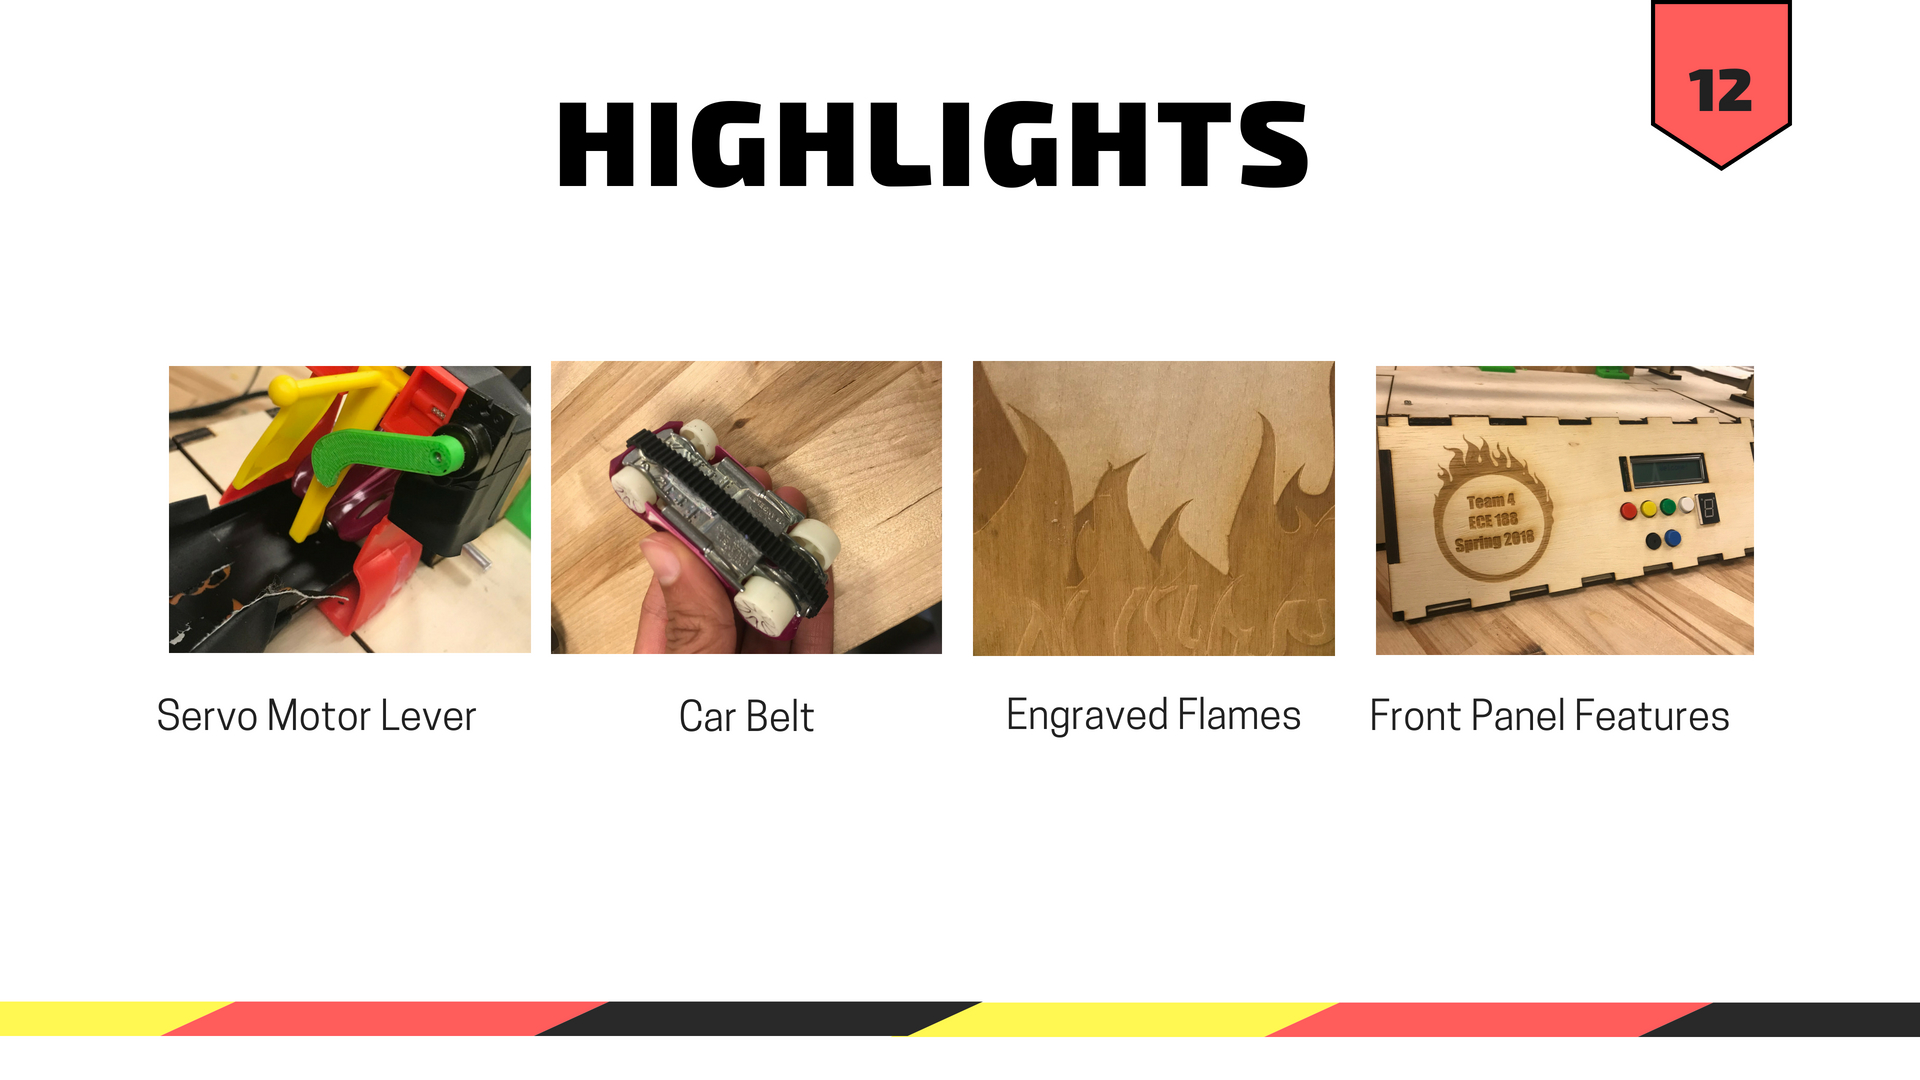 12
HIGHLIGHTS
Team 4
ECE 188
Spring 2018
Servo Motor Lever
Car Belt
Engraved Flames
Front Panel Features